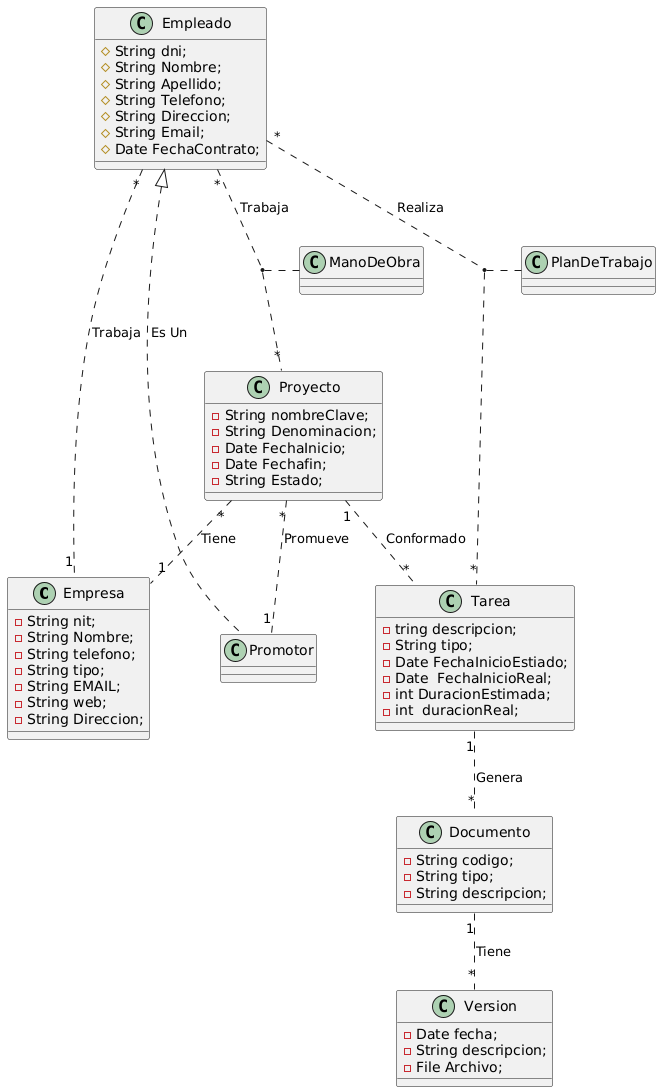 C Empleado
String dni;
String Nombre;
String Apellido;
String Telefono;
String Direccion;
String Email;
Date FechaContrato;
*
*
*
Trabaja
Realiza
C ManoDeObra
C PlanDeTrabajo
Trabaja
Es Un
*
C Proyecto
String nombreClave;
String Denominacion;
Date FechaInicio;
Date Fechafin;
String Estado;
*
*
1
Tiene
Promueve
Conformado
1
1
1
*
*
C Empresa
String nit;
String Nombre;
String telefono;
String tipo;
String EMAIL;
String web;
String Direccion;
C Promotor
C Tarea
tring descripcion;
String tipo;
Date FechaInicioEstiado;
Date  FechaInicioReal;
int DuracionEstimada;
int  duracionReal;
1
Genera
*
C Documento
String codigo;
String tipo;
String descripcion;
1
Tiene
*
C Version
Date fecha;
String descripcion;
File Archivo;